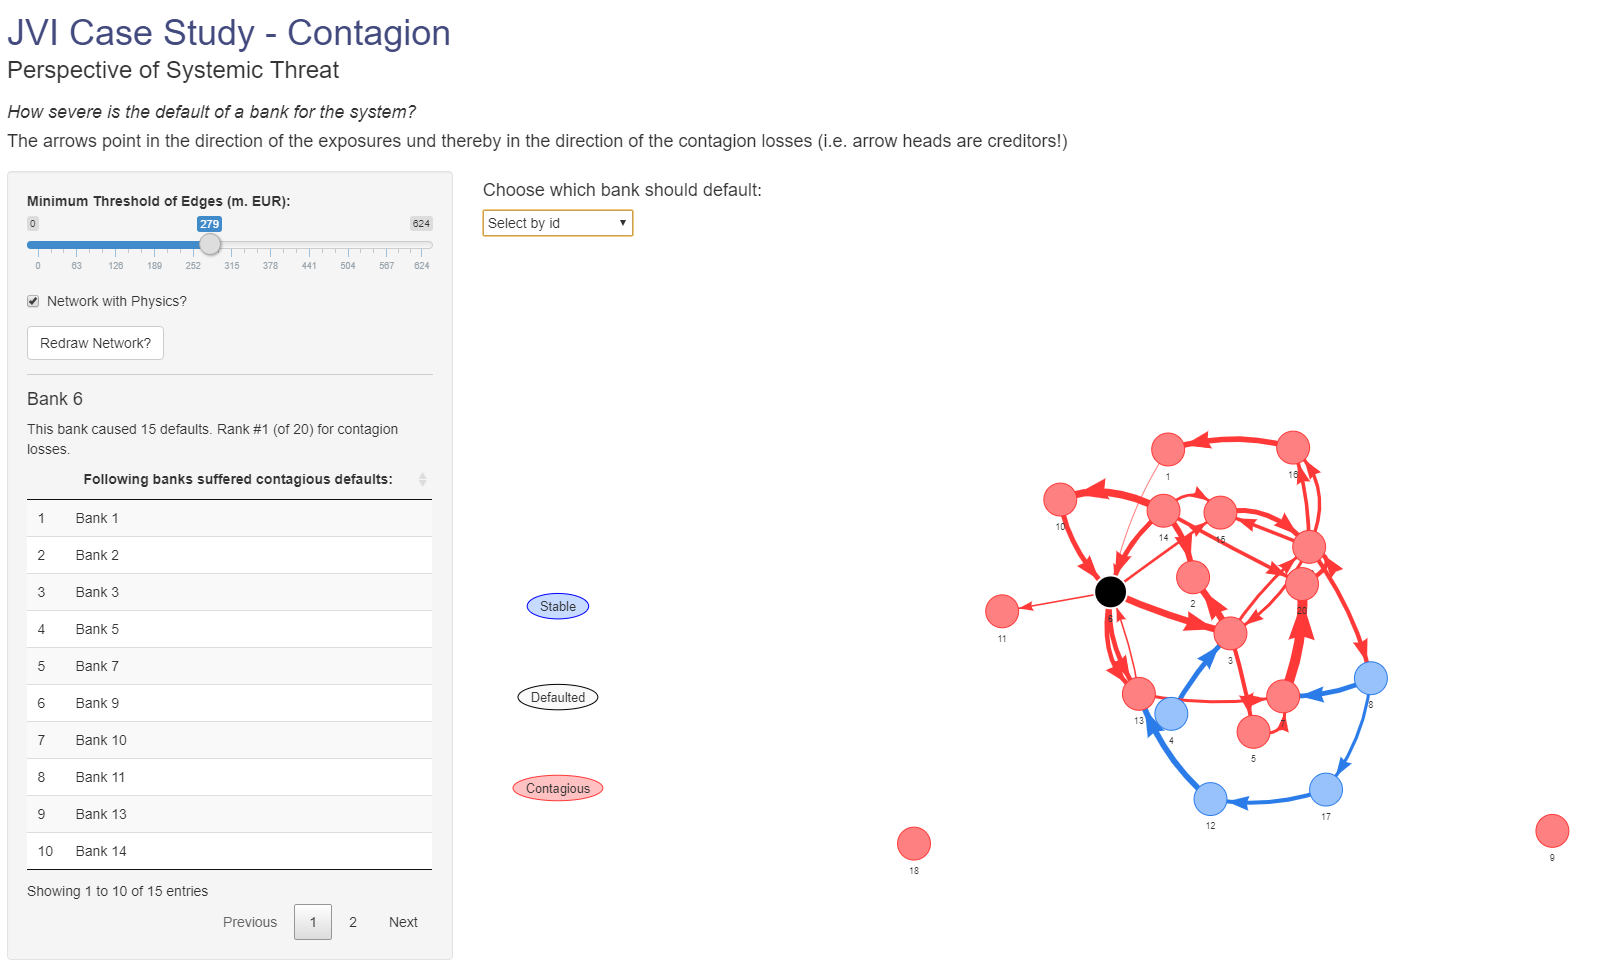 JVI Case Study - Contagion
Perspective of Systemic Threat
How severe is the default of a bank for the system?
The arrows point in the direction of the exposures und thereby in the direction of the contagion losses (i.e. arrow heads are creditors!)
Minimum Threshold of Edges (m. EUR):
0 279 624
0 63 126 189 252 315 378 441 504 567 624
Network with Physics?
Redraw Network?
Bank 6
This bank caused 15 defaults. Rank #1 (of 20) for contagion
losses.
Following banks suffered contagious defaults:
1 Bank 1
2 Bank 2
3 Bank 3
4 Bank 5
5 Bank 7
6 Bank 9
7 Bank 10
8 Bank 11
9 Bank 13
10 Bank 14
Showing 1 to 10 of 15 entries
Previous 1 2 Next
Choose which bank should default:
Select by id
Stable
Defaulted
Contagious
1
16
10
14
15
2
20
6
11
3
8
13
4
7
5
12
17
18
9